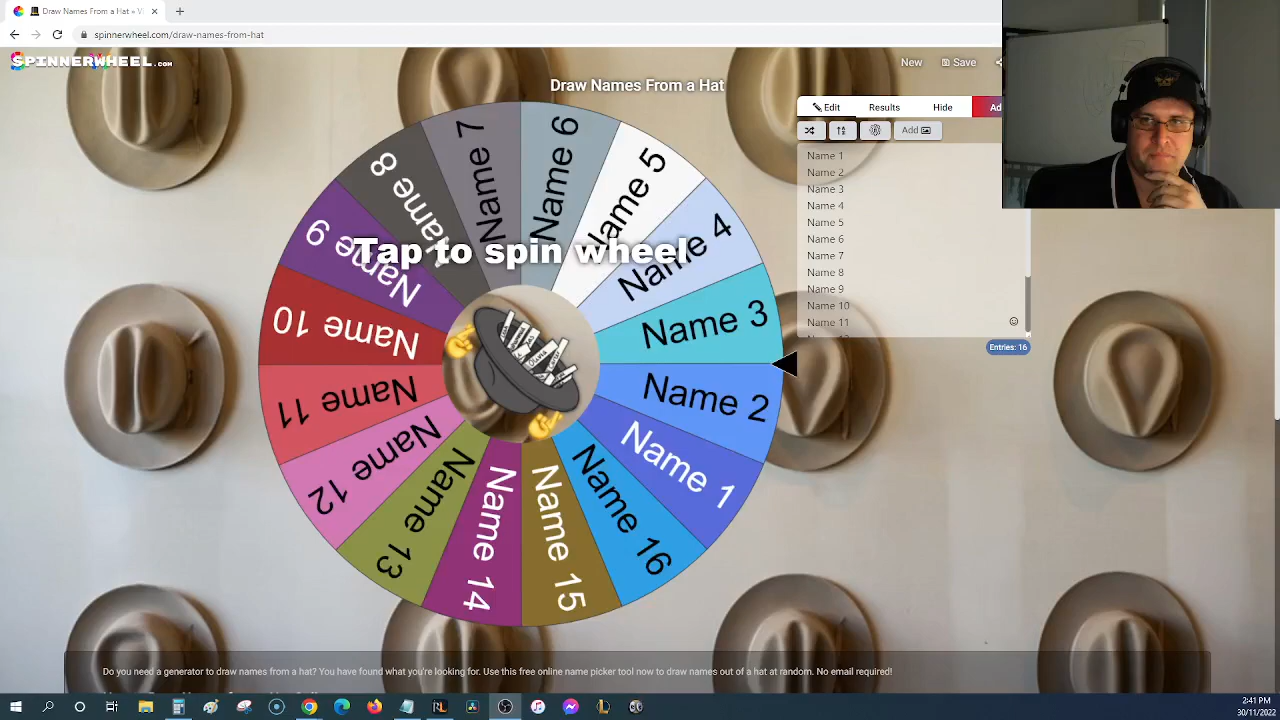 Draw Names From a Hat » Vi
spinnerwheel.com/draw-names-from-hat
SPINNERWHEEL.COM
New
Save
Draw Names From a Hat
Edit
Results
Hide
Ad
Add
Name 1
Name 2
Name 3
Name 4
Name 5
Name 6
Name 7
Name 8
Name 9
Name 10
Name 11
Entries: 16
Tap to spin wheel
Name 1
Name 2
Name 3
Name 4
Name 5
Name 6
Name 7
Name 8
Name 9
Name 10
Name 11
Name 12
Name 13
Name 14
Name 15
Name 16
Do you need a generator to draw names from a hat? You have found what you're looking for. Use this free online name picker tool now to draw names out of a hat at random. No email required!
2:41 PM
30/11/2022